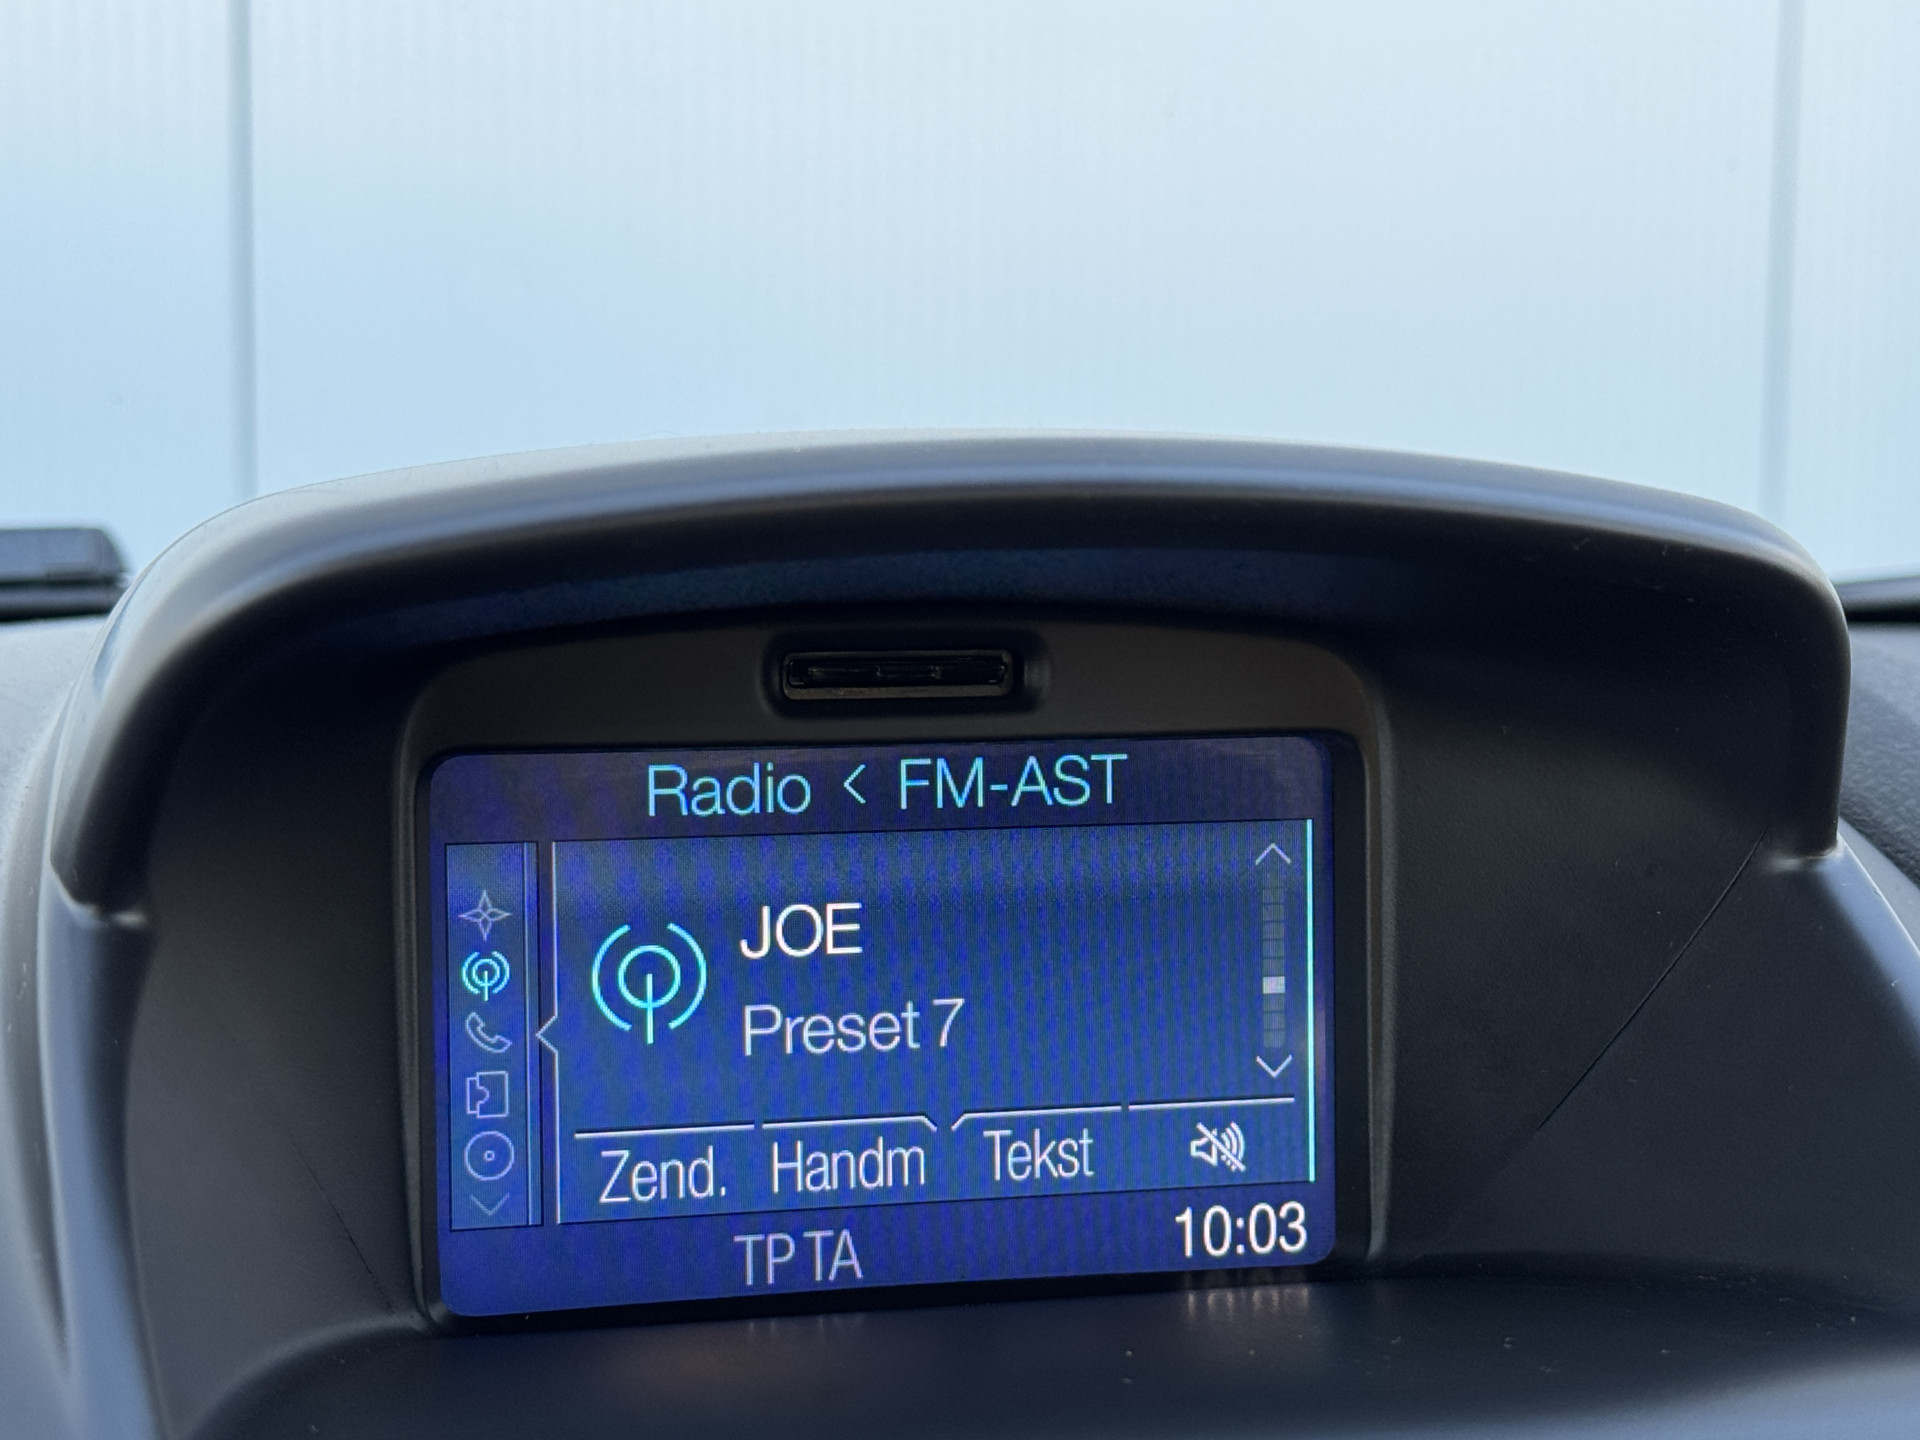 Radio < FM-AST
JOE
Preset 7
Zend. Handm Tekst
TP TA 10:03